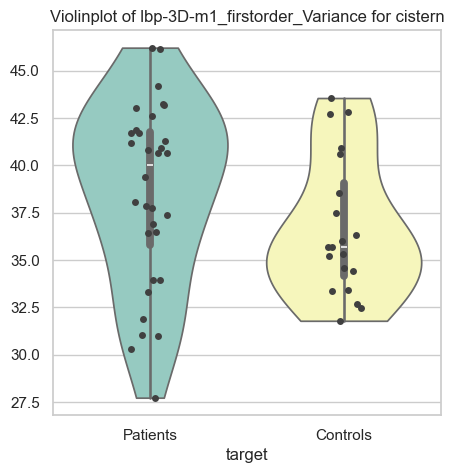 Violinplot of lbp-3D-m1_firstorder_Variance for cistern
45.0
42.5
40.0
37.5
35.0
32.5
30.0
27.5
Patients Controls
target